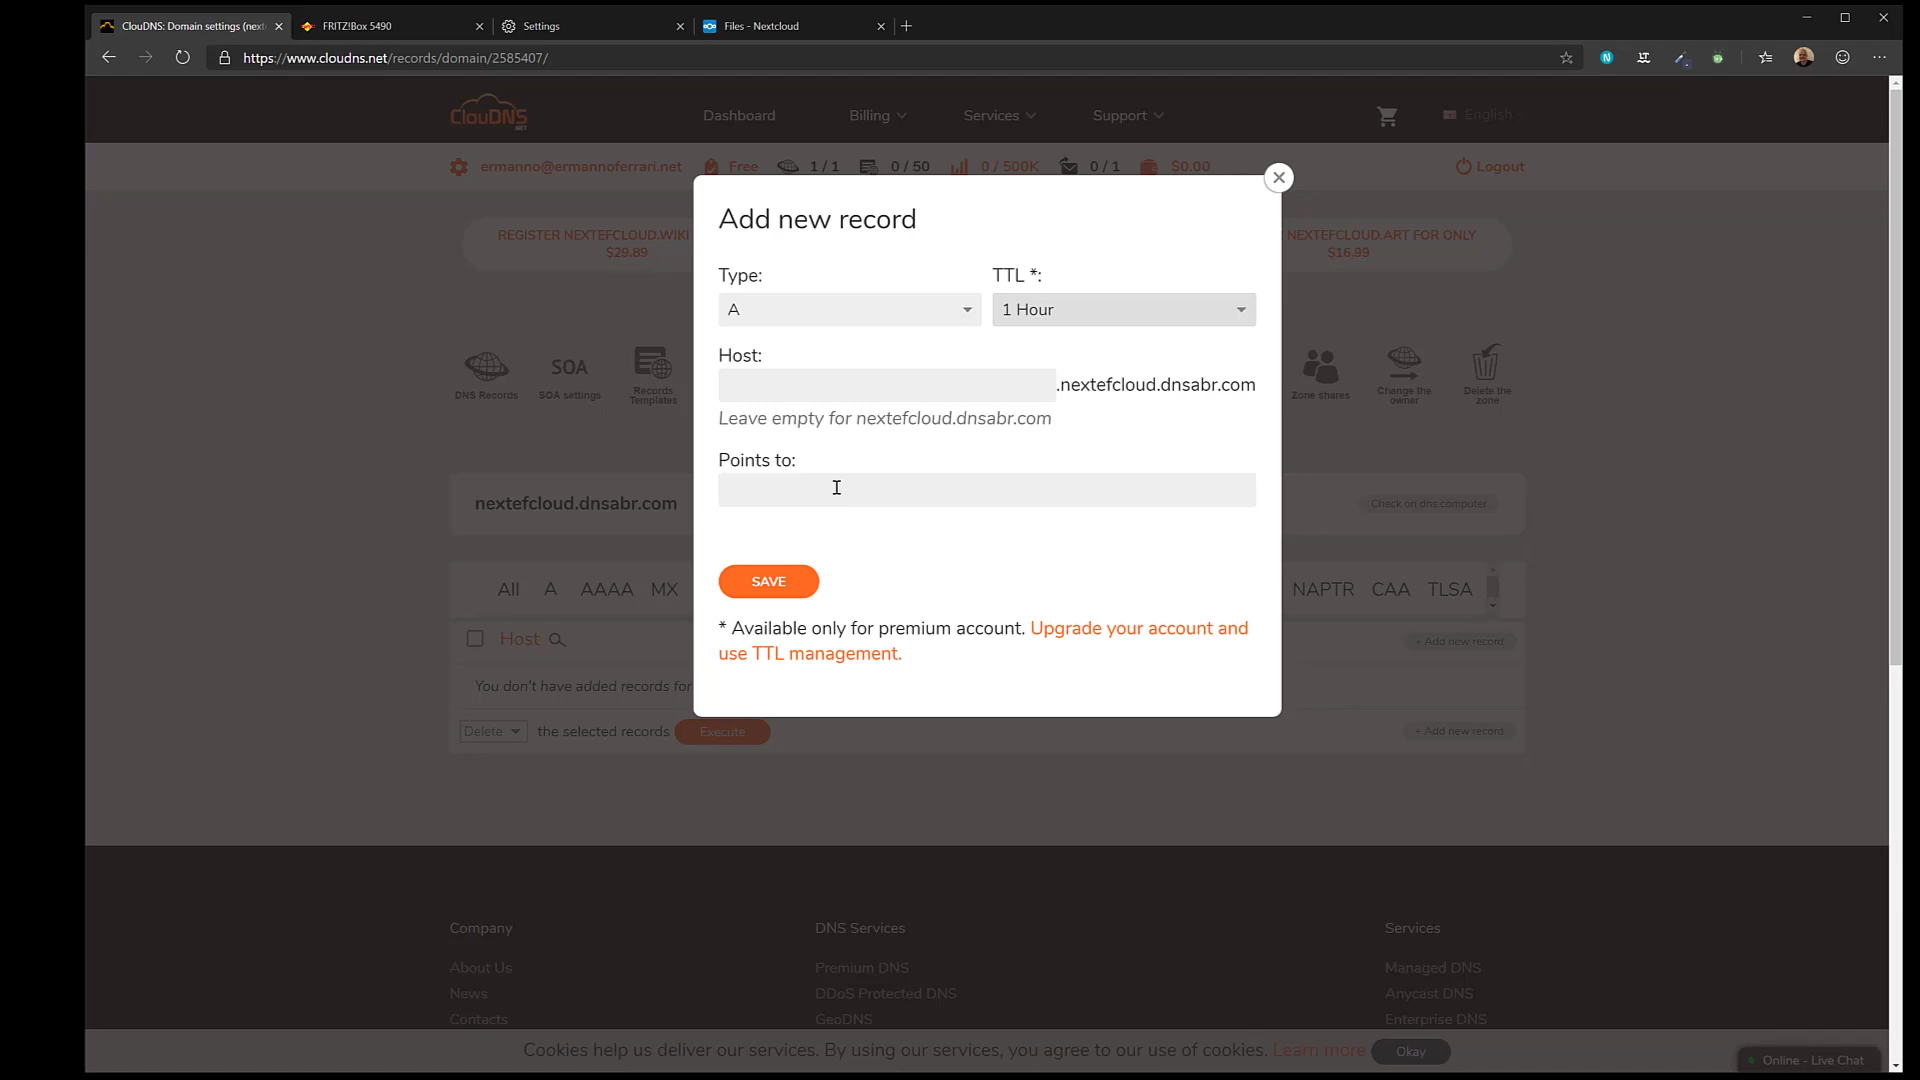 ClouDNS: Domain settings (next
FRITZ!Box 5490
Settings
Files - Nextcloud
https://www.cloudns.net/records/domain/2585407/
ClouDNS
.NET
Dashboard
Billing
Services
Support
English
ermanno@ermannoferrari.net
Free
1 / 1
0 / 50
0 / 500K
0 / 1
$0.00
Logout
REGISTER NEXTEFCLOUD.WIKI
$29.89
NEXTEFCLOUD.ART FOR ONLY
$16.99
Add new record
Type:
TTL *:
A
1 Hour
Host:
.nextefcloud.dnsabr.com
Leave empty for nextefcloud.dnsabr.com
Points to:
SAVE
* Available only for premium account. Upgrade your account and
use TTL management.
DNS Records
SOA
SOA settings
Records
Templates
Zone shares
Change the
owner
Delete the
zone
nextefcloud.dnsabr.com
Check on dns.computer
All
A
AAAA
MX
NAPTR
CAA
TLSA
Host
+ Add new record
You don't have added records for
Delete
the selected records
Execute
+ Add new record
Company
About Us
News
Contacts
DNS Services
Premium DNS
DDoS Protected DNS
GeoDNS
Services
Managed DNS
Anycast DNS
Enterprise DNS
Cookies help us deliver our services. By using our services, you agree to our use of cookies. Learn more
Okay
Online - Live Chat